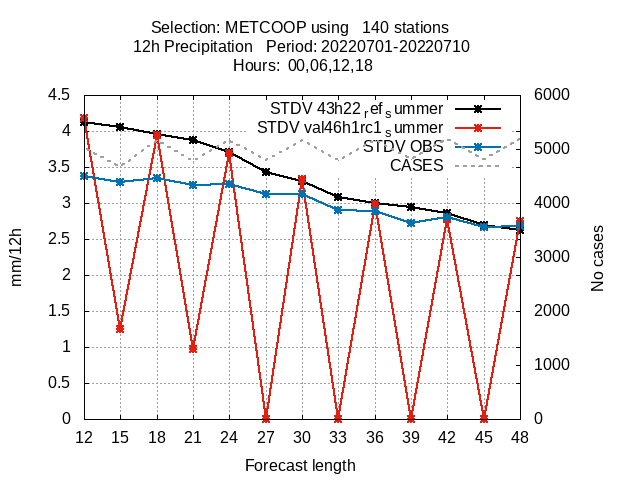 Selection: METCOOP using   140 stations
12h Precipitation   Period: 20220701-20220710
Hours:  00,06,12,18
4.5
4
3.5
3
2.5
2
1.5
1
0.5
0
6000
5000
4000
3000
2000
1000
0
STDV 43h22ref summer
STDV val46h1rc1summer
STDV OBS
CASES
mm/12h
No cases
12 15 18 21 24 27 30 33 36 39 42 45 48
Forecast length